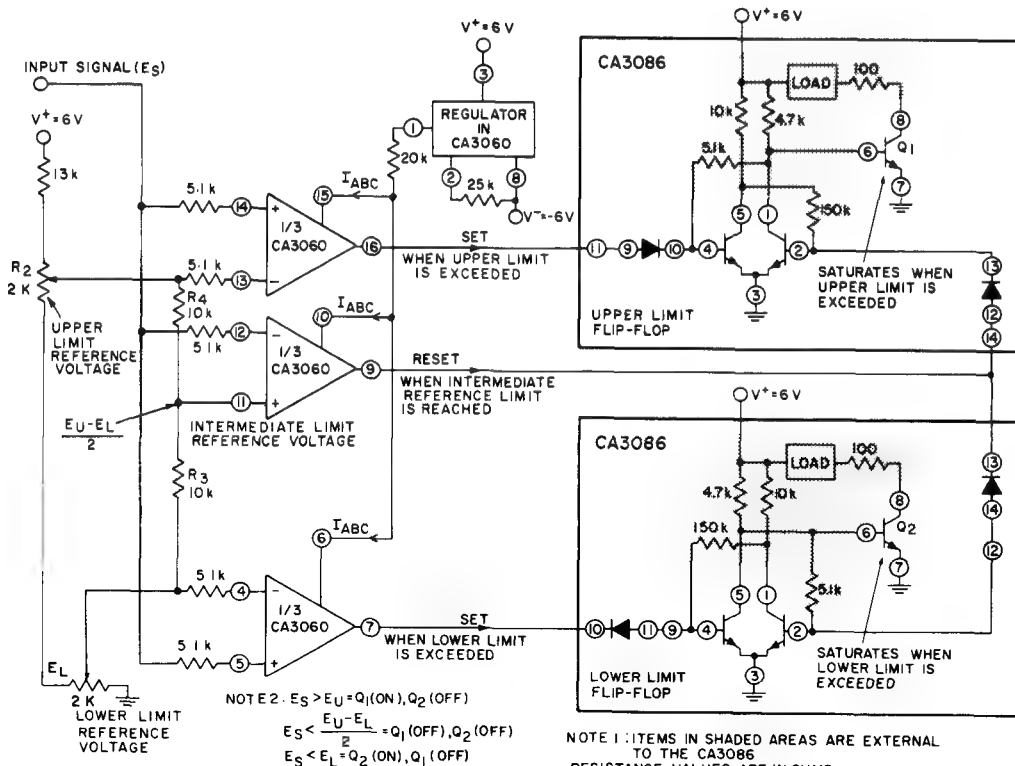 INPUT SIGNAL (ES)
V+=6V
13k
R2
2 K
UPPER
LIMIT
REFERENCE
VOLTAGE
5.1k
14
+
15
IABC
1/3
CA3060
16
5.1k
13
−
R4
10k
12
−
5.1k
10
IABC
1/3
CA3060
9
11
+
EU-EL
2
INTERMEDIATE LIMIT
REFERENCE VOLTAGE
R3
10k
6
IABC
5.1k
4
−
1/3
CA3060
7
5.1k
5
+
EL
2 K
LOWER LIMIT
REFERENCE
VOLTAGE
V+=6V
3
REGULATOR
IN
CA3060
1
20k
2
25k
8
V-=-6V
SET
WHEN UPPER LIMIT
IS EXCEEDED
RESET
WHEN INTERMEDIATE
REFERENCE LIMIT
IS REACHED
SET
WHEN LOWER LIMIT
IS EXCEEDED
V+=6V
CA3086
LOAD
100
10k
4.7k
8
5.1k
6
Q1
7
5
1
150k
11
9
10
4
2
3
SATURATES WHEN
UPPER LIMIT IS
EXCEEDED
UPPER LIMIT
FLIP-FLOP
13
12
14
V+=6V
CA3086
LOAD
100
4.7k
10k
8
150k
6
Q2
7
5
1
5.1k
10
11
9
4
2
3
SATURATES WHEN
LOWER LIMIT IS
EXCEEDED
LOWER LIMIT
FLIP-FLOP
13
14
12
NOTE 2. ES > EU = Q1(ON), Q2(OFF)
ES < EU-EL
2 = Q1(OFF), Q2(OFF)
ES < EL = Q2(ON), Q1(OFF)
NOTE 1: ITEMS IN SHADED AREAS ARE EXTERNAL
TO THE CA3086